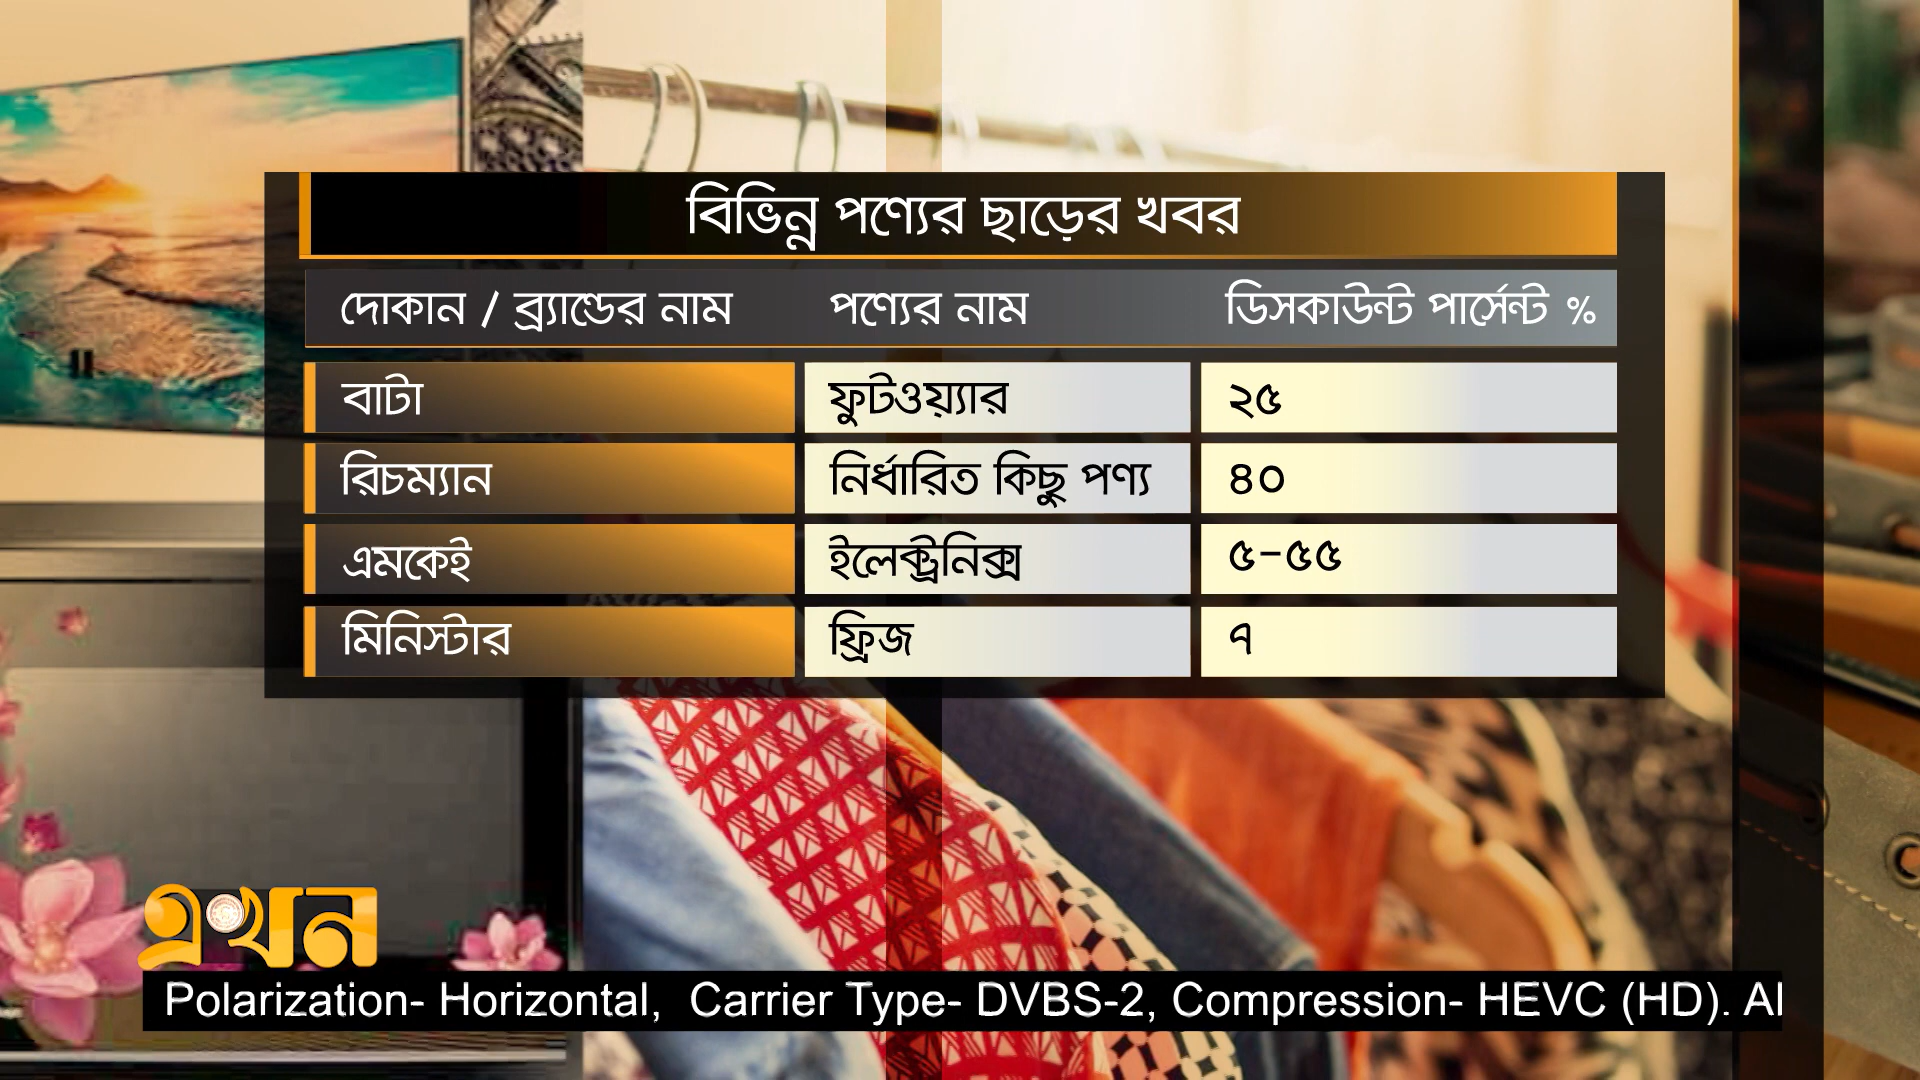 বিভিন্ন পণ্যের ছাড়ের খবর
দোকান / ব্র্যান্ডের নাম পণ্যের নাম ডিসকাউন্ট পার্সেন্ট %
বাটা ফুটওয়্যার ২৫
রিচম্যান নির্ধারিত কিছু পণ্য ৪০
এমকেই ইলেক্ট্রনিক্স ৫-৫৫
মিনিস্টার ফ্রিজ ৭
এখন
Polarization- Horizontal, Carrier Type- DVBS-2, Compression- HEVC (HD).